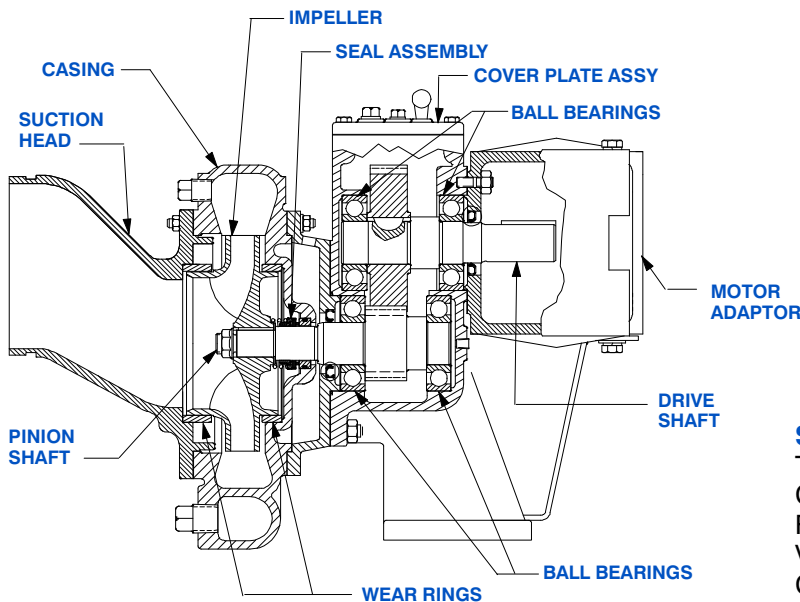 IMPELLER
SEAL ASSEMBLY
CASING
COVER PLATE ASSY
BALL BEARINGS
SUCTION
HEAD
MOTOR
ADAPTOR
DRIVE
SHAFT
PINION
SHAFT
BALL BEARINGS
WEAR RINGS